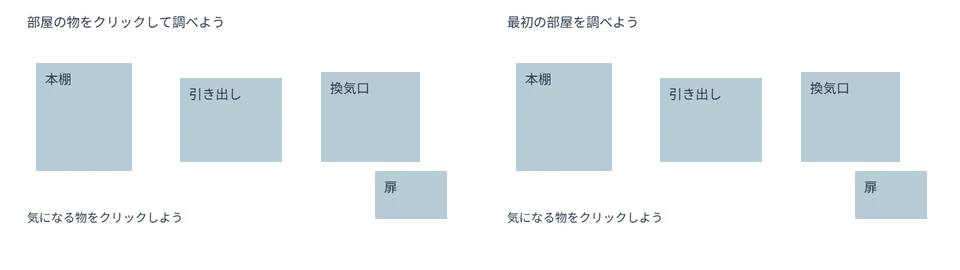 部屋の物をクリックして調べよう
本棚
引き出し
換気口
扉
気になる物をクリックしよう
最初の部屋を調べよう
本棚
引き出し
換気口
扉
気になる物をクリックしよう